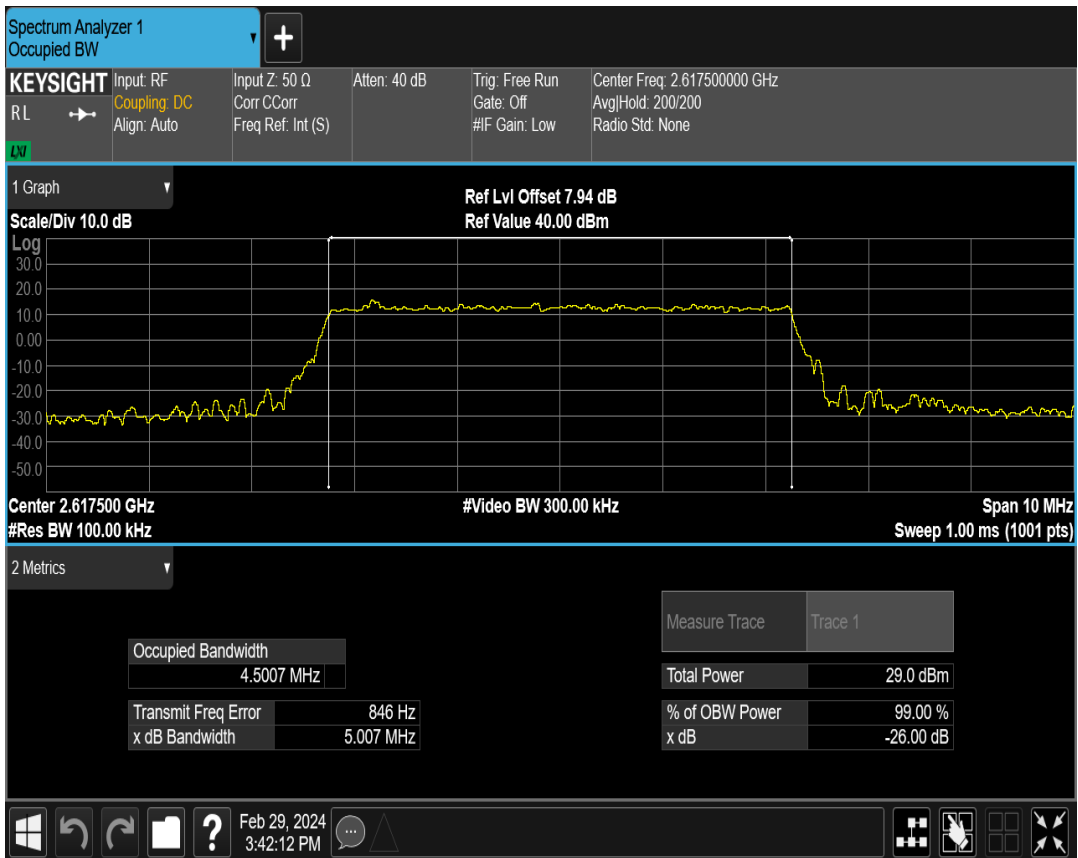 Spectrum Analyzer 1
Occupied BW
KEYSIGHT
RL
LXI
Input: RF
Coupling: DC
Align: Auto
Input Z: 50 Ω
Corr CCorr
Freq Ref: Int (S)
Atten: 40 dB
Trig: Free Run
Gate: Off
#IF Gain: Low
Center Freq: 2.617500000 GHz
Avg|Hold: 200/200
Radio Std: None
1 Graph
Scale/Div 10.0 dB
Ref Lvl Offset 7.94 dB
Ref Value 40.00 dBm
Log
30.0
20.0
10.0
0.00
-10.0
-20.0
-30.0
-40.0
-50.0
Center 2.617500 GHz
#Video BW 300.00 kHz
Span 10 MHz
#Res BW 100.00 kHz
Sweep 1.00 ms (1001 pts)
2 Metrics
Measure Trace Trace 1
Occupied Bandwidth
4.5007 MHz
Total Power 29.0 dBm
Transmit Freq Error 846 Hz
% of OBW Power 99.00 %
x dB Bandwidth 5.007 MHz
x dB -26.00 dB
?
Feb 29, 2024
3:42:12 PM